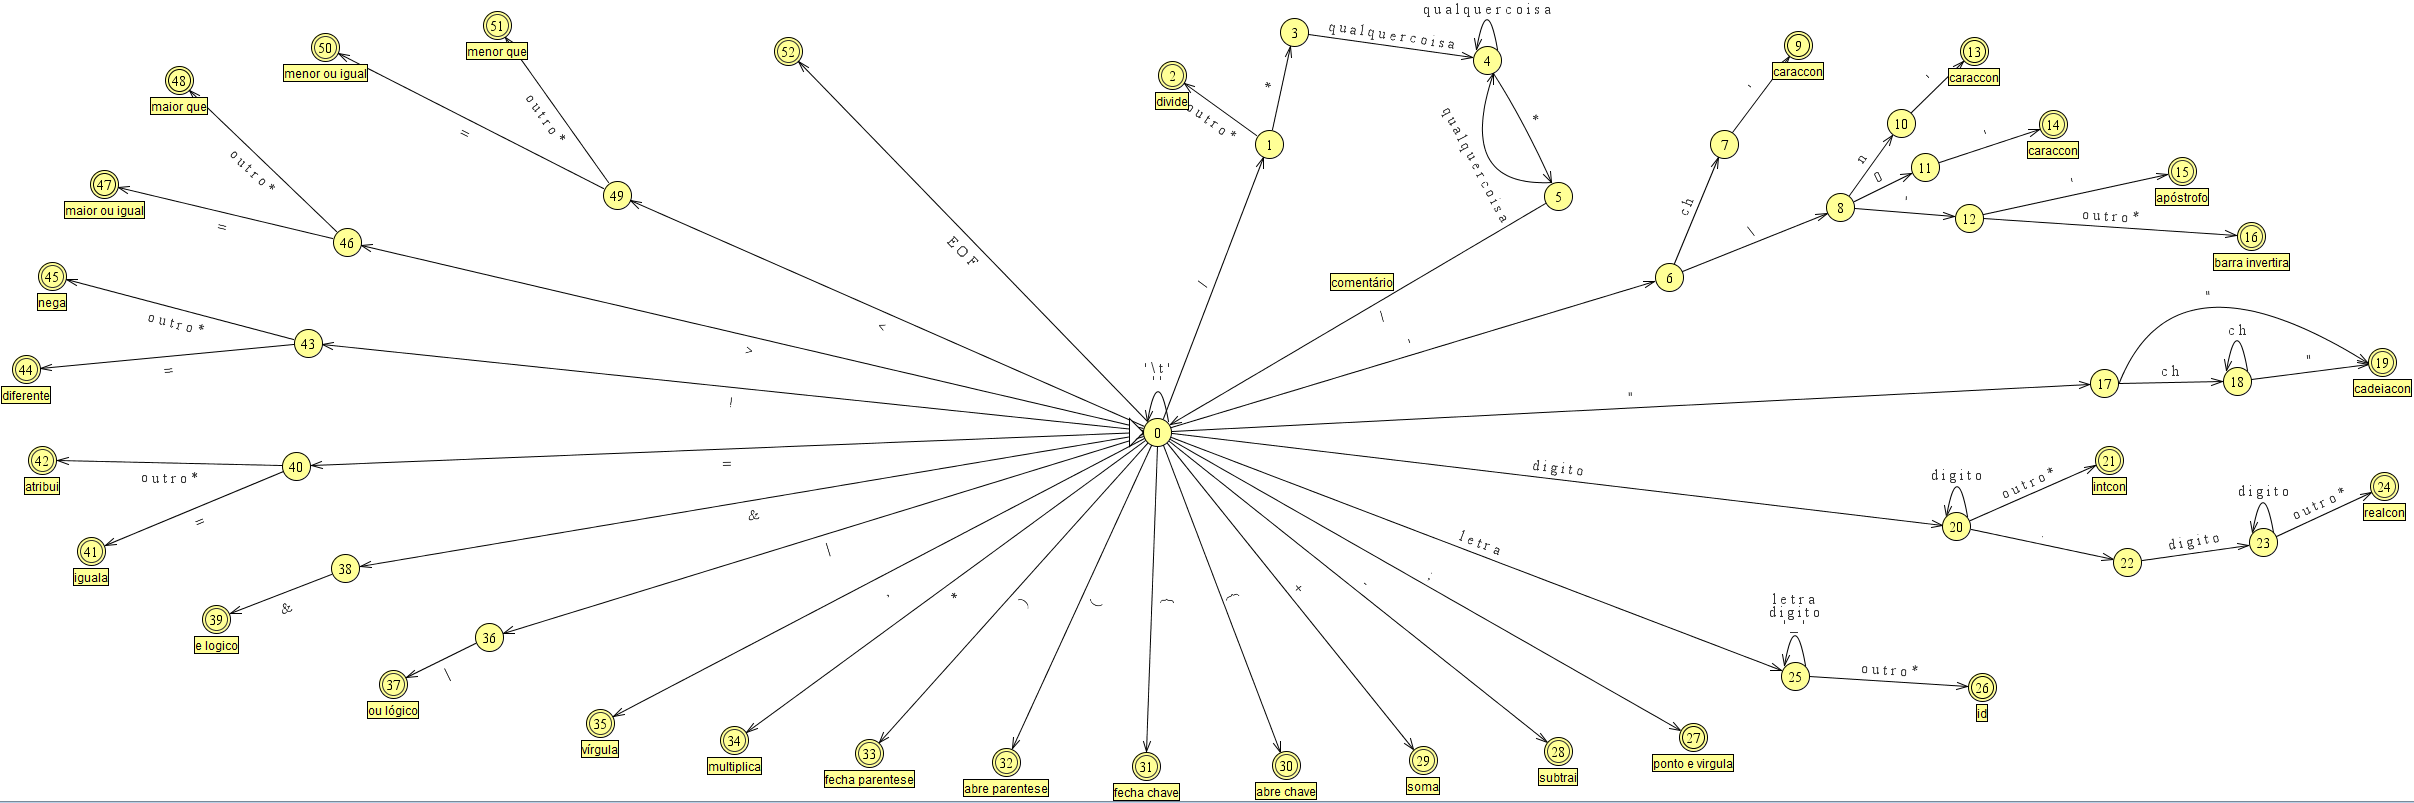 51
menor que
50
menor ou igual
48
maior que
outro*
=
outro*
47
maior ou igual
=
49
46
45
nega
outro*
43
44
diferente
=
42
atribui
outro*
40
=
41
iguala
38
39
e logico
&
36
37
ou lógico
|
52
EOF
<
>
!
=
&
|
0
'\t'
' '
2
divide
outro*
1
*
3
qualquercoisa
qualquercoisa
4
*
qualquercoisa
5
/
comentário
/
'
6
ch
7
'
9
caraccon
\
8
n
10
'
13
caraccon
0
11
'
14
caraccon
'
12
'
15
apóstrofo
outro*
16
barra invertira
"
17
"
ch
ch
18
"
19
cadeiacon
digito
digito
20
outro*
21
intcon
.
22
digito
digito
23
outro*
24
realcon
letra
letra
digito
'_'
25
outro*
26
id
,
*
)
(
{
{
+
-
;
35
vírgula
34
multiplica
33
fecha parentese
32
abre parentese
31
fecha chave
30
abre chave
29
soma
28
subtrai
27
ponto e virgula